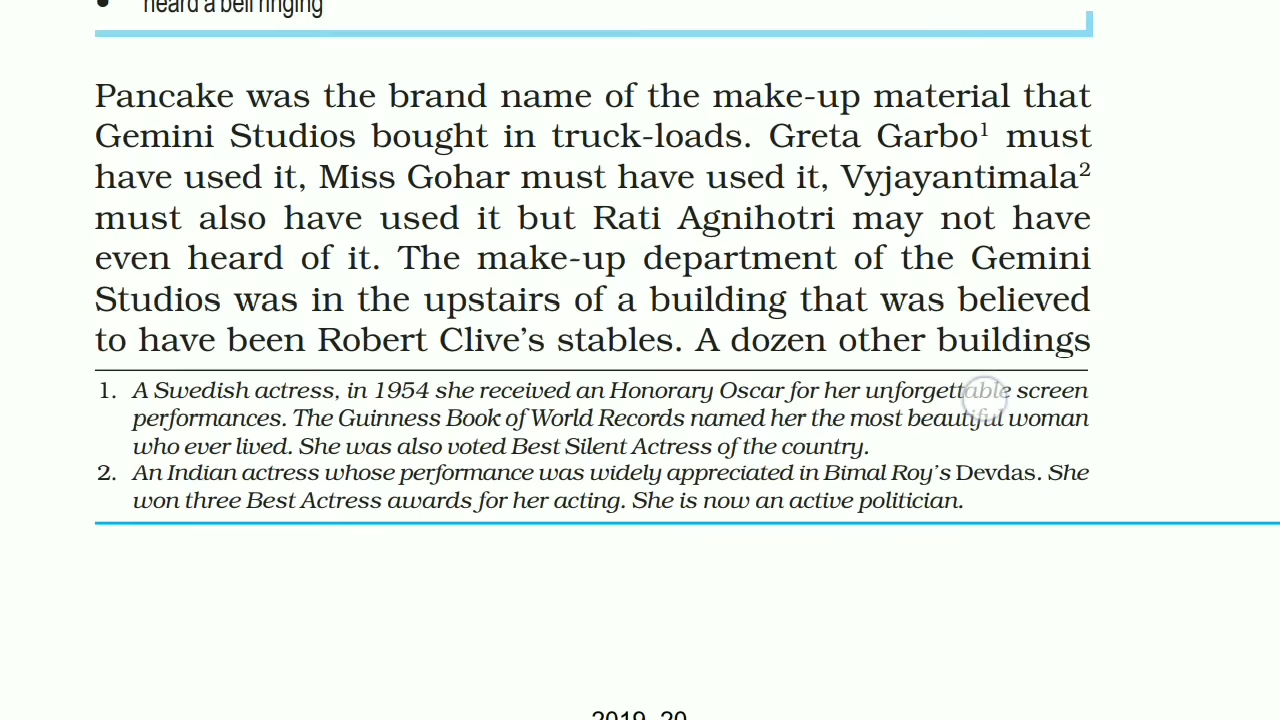 • heard a bell ringing
Pancake was the brand name of the make-up material that
Gemini Studios bought in truck-loads. Greta Garbo¹ must
have used it, Miss Gohar must have used it, Vyjayantimala²
must also have used it but Rati Agnihotri may not have
even heard of it. The make-up department of the Gemini
Studios was in the upstairs of a building that was believed
to have been Robert Clive’s stables. A dozen other buildings
1. A Swedish actress, in 1954 she received an Honorary Oscar for her unforgettable screen
performances. The Guinness Book of World Records named her the most beautiful woman
who ever lived. She was also voted Best Silent Actress of the country.
2. An Indian actress whose performance was widely appreciated in Bimal Roy’s Devdas. She
won three Best Actress awards for her acting. She is now an active politician.
2019-20